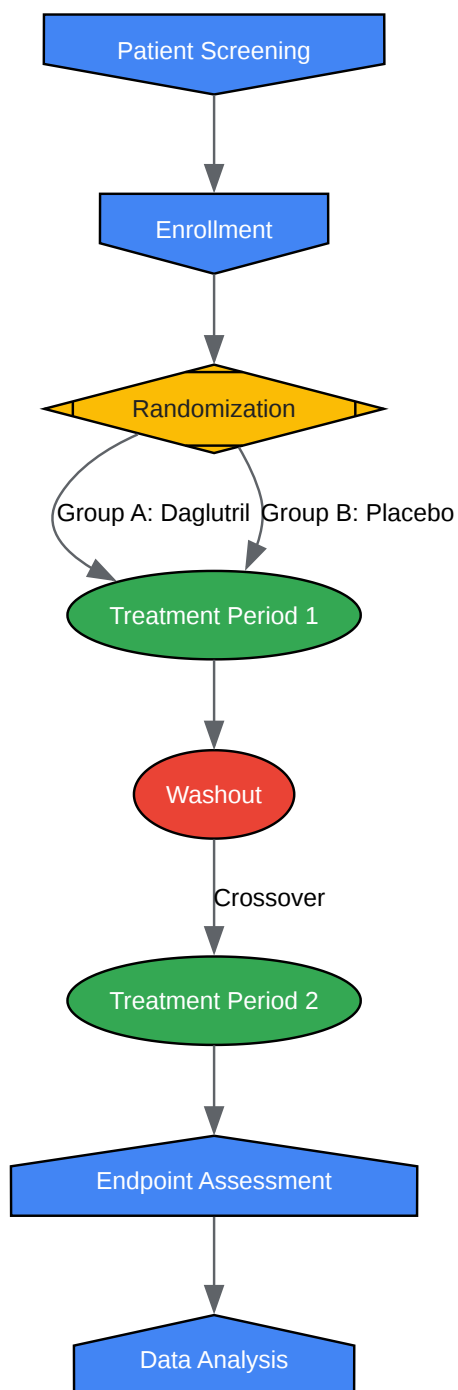 Patient Screening
Enrollment
Randomization
Group A: Daglutril
Group B: Placebo
Treatment Period 1
Washout
Crossover
Treatment Period 2
Endpoint Assessment
Data Analysis